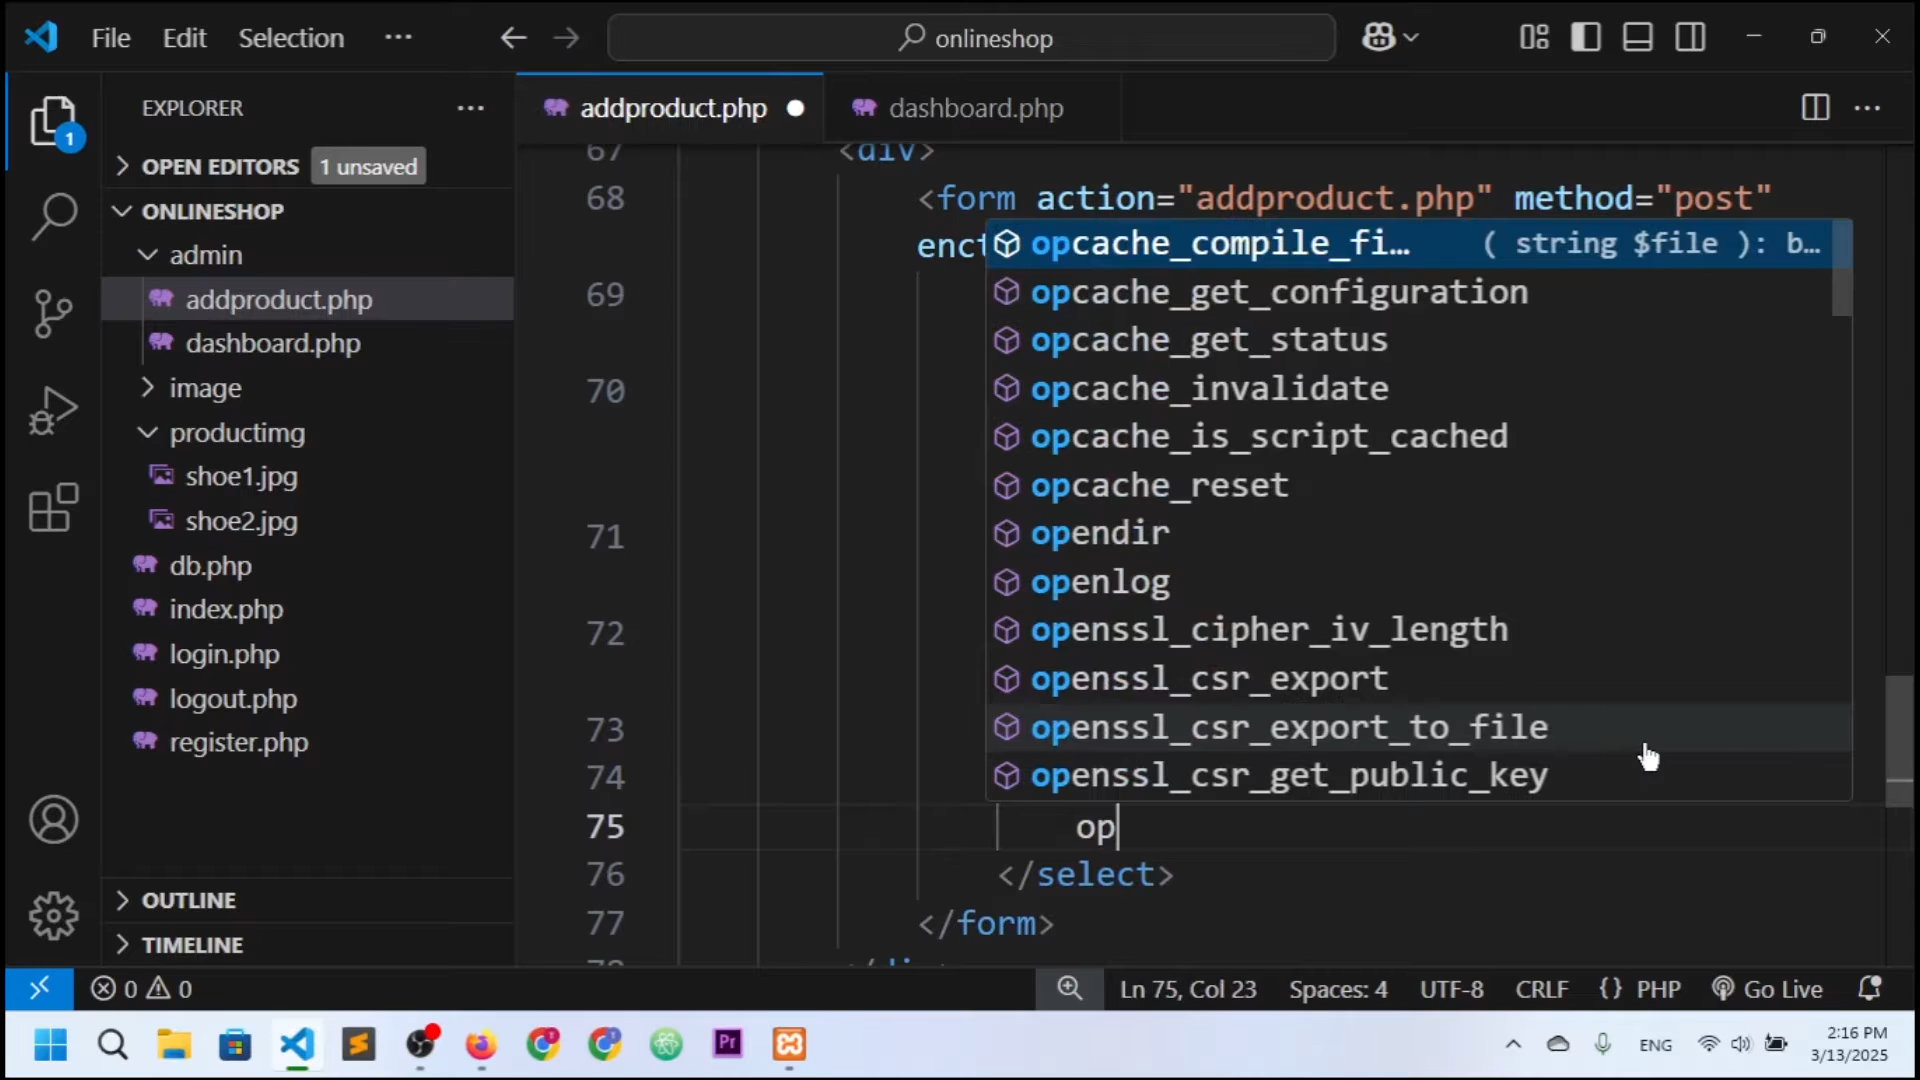 File Edit Selection ··· onlineshop
EXPLORER ···
OPEN EDITORS 1 unsaved
ONLINESHOP
admin
addproduct.php
dashboard.php
image
productimg
shoe1.jpg
shoe2.jpg
db.php
index.php
login.php
logout.php
register.php
OUTLINE
TIMELINE
1
addproduct.php dashboard.php ···
67 <div>
68 <form action="addproduct.php" method="post"
enct
69
70
71
72
73
74
opcache_compile_fi… ( string $file ): b…
opcache_get_configuration
opcache_get_status
opcache_invalidate
opcache_is_script_cached
opcache_reset
opendir
openlog
openssl_cipher_iv_length
openssl_csr_export
openssl_csr_export_to_file
openssl_csr_get_public_key
75 op
76 </select>
77 </form>
0 0 Ln 75, Col 23 Spaces: 4 UTF-8 CRLF {} PHP Go Live
Pr ENG 2:16 PM
3/13/2025